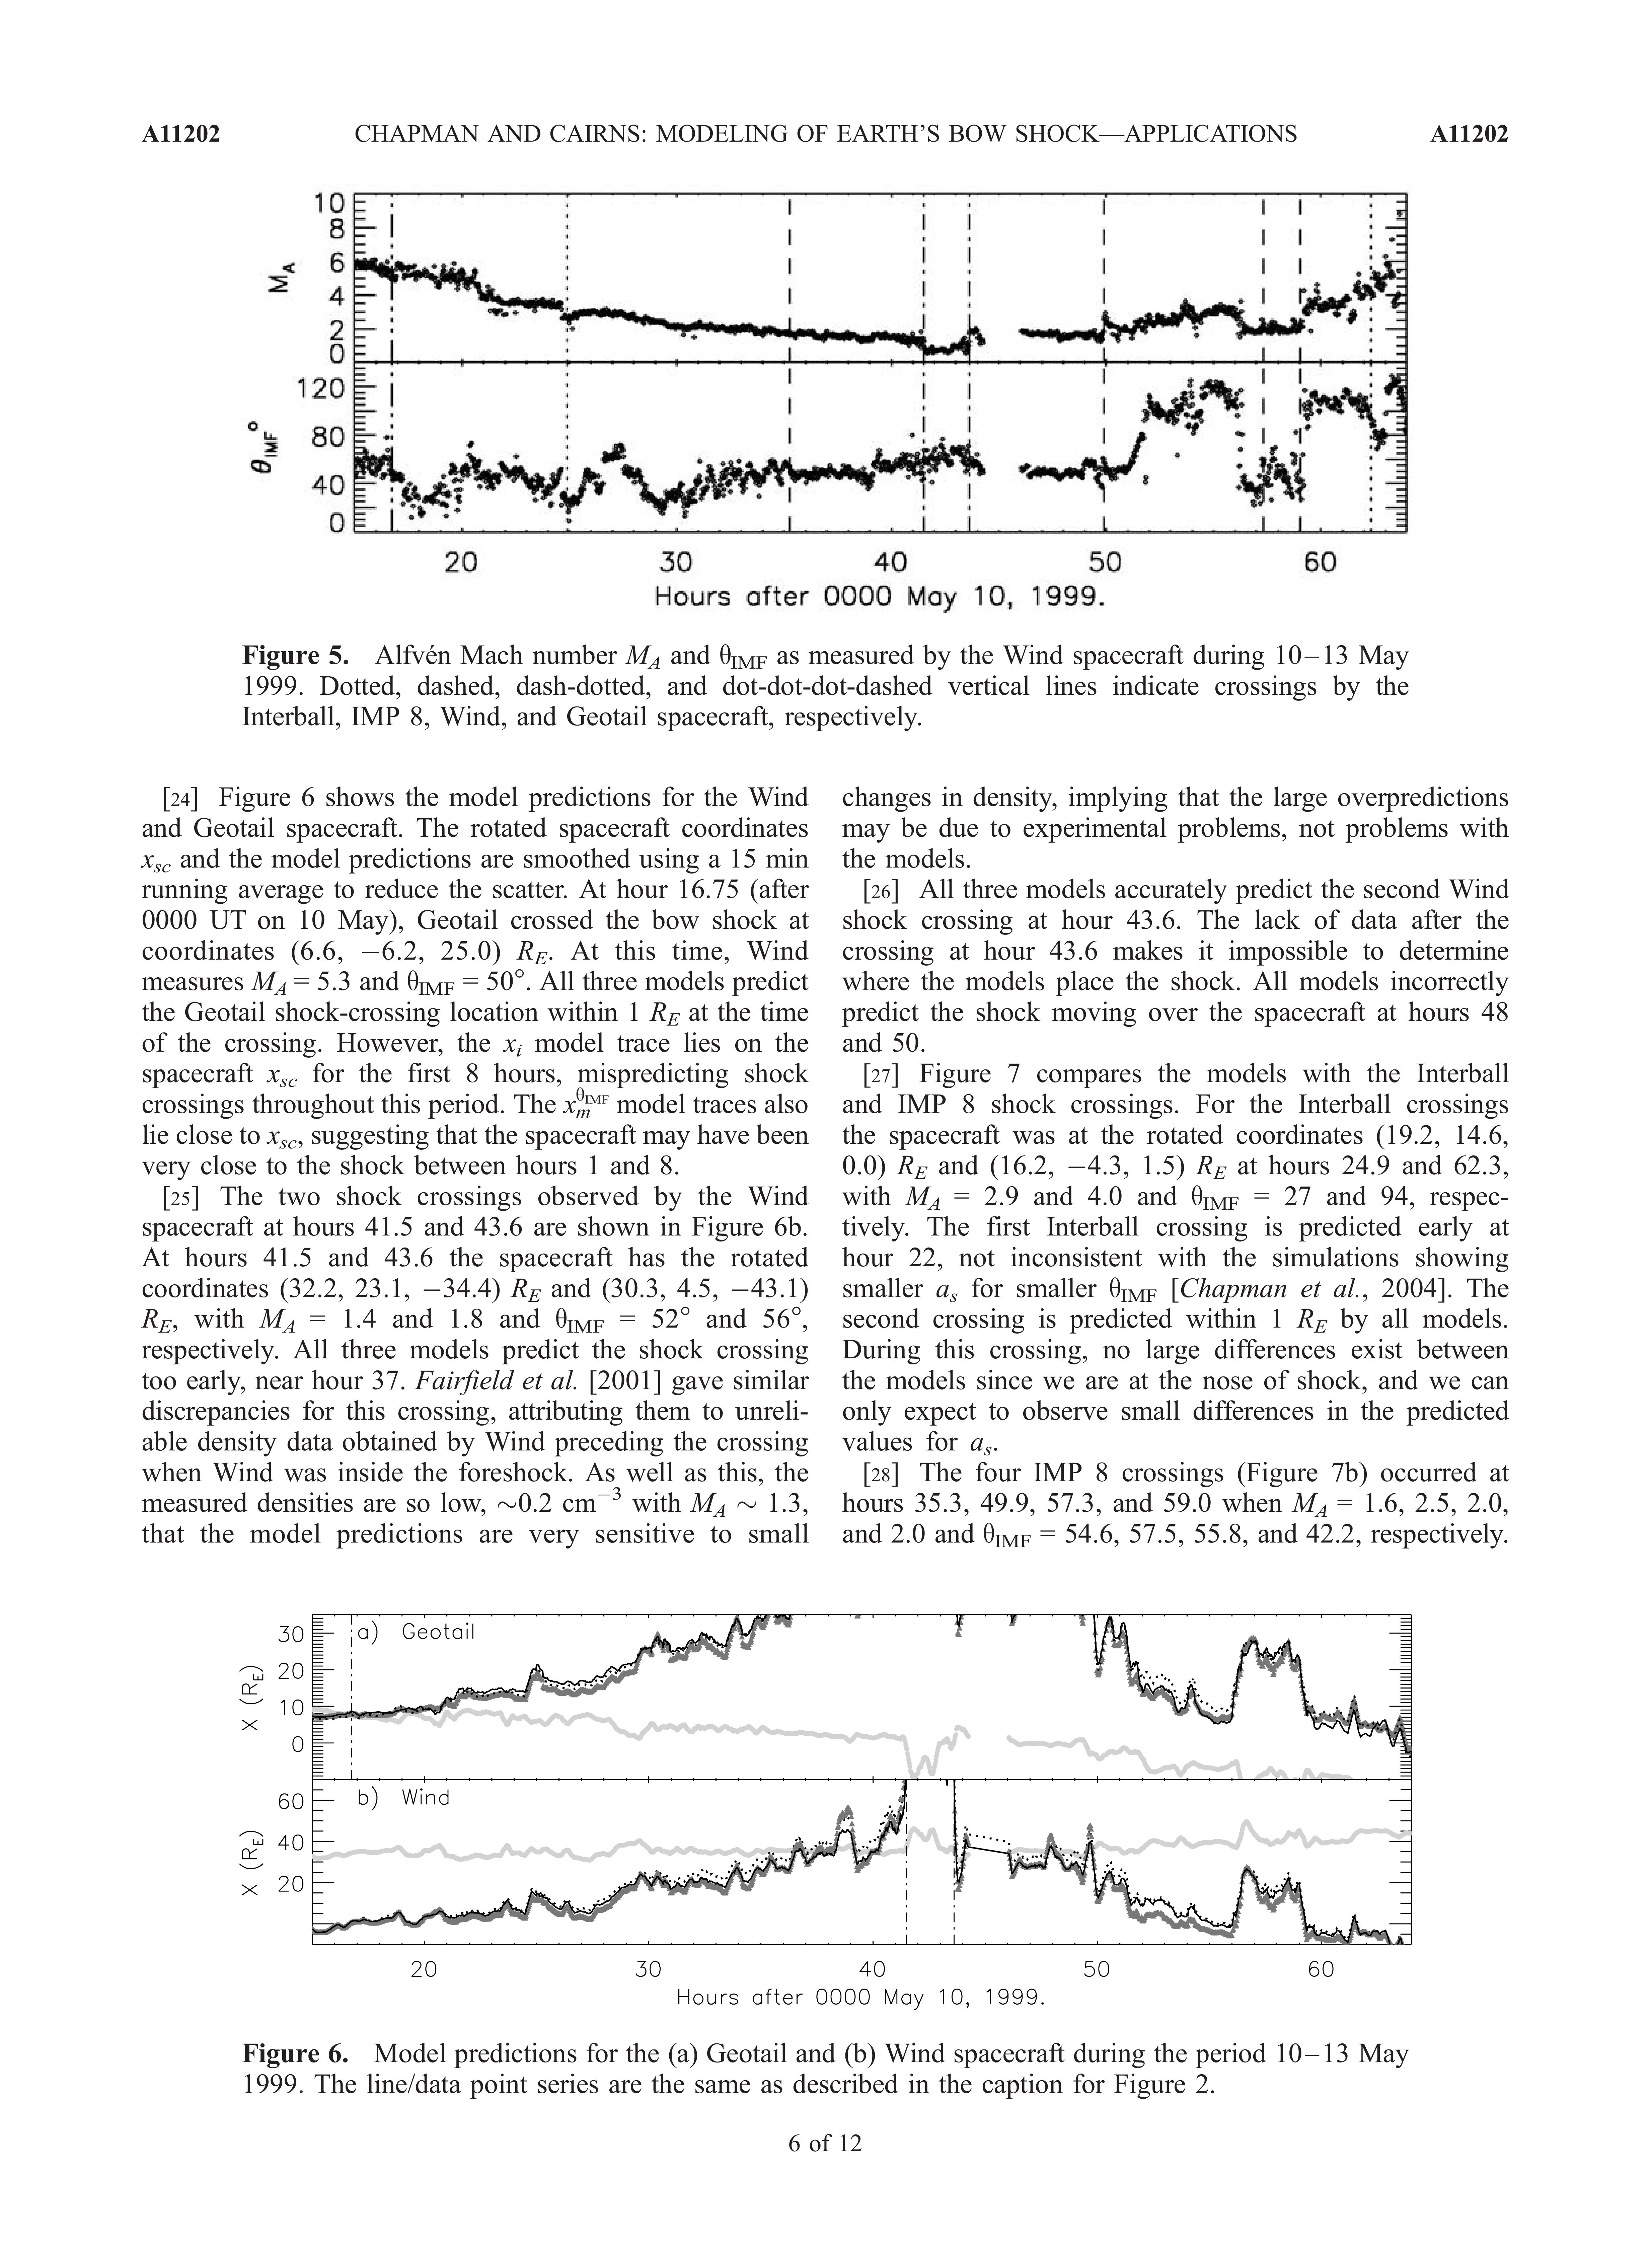 A11202 CHAPMAN AND CAIRNS: MODELING OF EARTH'S BOW SHOCK—APPLICATIONS A11202
10
8
6
4
2
0
M_A
120
80
40
0
θ_IMF°
20 30 40 50 60
Hours after 0000 May 10, 1999.
Figure 5. Alfvén Mach number M_A and θ_IMF as measured by the Wind spacecraft during 10–13 May
1999. Dotted, dashed, dash-dotted, and dot-dot-dot-dashed vertical lines indicate crossings by the
Interball, IMP 8, Wind, and Geotail spacecraft, respectively.
[24] Figure 6 shows the model predictions for the Wind
and Geotail spacecraft. The rotated spacecraft coordinates
x_sc and the model predictions are smoothed using a 15 min
running average to reduce the scatter. At hour 16.75 (after
0000 UT on 10 May), Geotail crossed the bow shock at
coordinates (6.6, −6.2, 25.0) R_E. At this time, Wind
measures M_A = 5.3 and θ_IMF = 50°. All three models predict
the Geotail shock-crossing location within 1 R_E at the time
of the crossing. However, the x_i model trace lies on the
spacecraft x_sc for the first 8 hours, mispredicting shock
crossings throughout this period. The x_m^θIMF model traces also
lie close to x_sc, suggesting that the spacecraft may have been
very close to the shock between hours 1 and 8.
[25] The two shock crossings observed by the Wind
spacecraft at hours 41.5 and 43.6 are shown in Figure 6b.
At hours 41.5 and 43.6 the spacecraft has the rotated
coordinates (32.2, 23.1, −34.4) R_E and (30.3, 4.5, −43.1)
R_E, with M_A = 1.4 and 1.8 and θ_IMF = 52° and 56°,
respectively. All three models predict the shock crossing
too early, near hour 37. Fairfield et al. [2001] gave similar
discrepancies for this crossing, attributing them to unreli-
able density data obtained by Wind preceding the crossing
when Wind was inside the foreshock. As well as this, the
measured densities are so low, ~0.2 cm⁻³ with M_A ~ 1.3,
that the model predictions are very sensitive to small
changes in density, implying that the large overpredictions
may be due to experimental problems, not problems with
the models.
[26] All three models accurately predict the second Wind
shock crossing at hour 43.6. The lack of data after the
crossing at hour 43.6 makes it impossible to determine
where the models place the shock. All models incorrectly
predict the shock moving over the spacecraft at hours 48
and 50.
[27] Figure 7 compares the models with the Interball
and IMP 8 shock crossings. For the Interball crossings
the spacecraft was at the rotated coordinates (19.2, 14.6,
0.0) R_E and (16.2, −4.3, 1.5) R_E at hours 24.9 and 62.3,
with M_A = 2.9 and 4.0 and θ_IMF = 27 and 94, respec-
tively. The first Interball crossing is predicted early at
hour 22, not inconsistent with the simulations showing
smaller a_s for smaller θ_IMF [Chapman et al., 2004]. The
second crossing is predicted within 1 R_E by all models.
During this crossing, no large differences exist between
the models since we are at the nose of shock, and we can
only expect to observe small differences in the predicted
values for a_s.
[28] The four IMP 8 crossings (Figure 7b) occurred at
hours 35.3, 49.9, 57.3, and 59.0 when M_A = 1.6, 2.5, 2.0,
and 2.0 and θ_IMF = 54.6, 57.5, 55.8, and 42.2, respectively.
a) Geotail
30
20
10
0
X (R_E)
b) Wind
60
40
20
X (R_E)
20 30 40 50 60
Hours after 0000 May 10, 1999.
Figure 6. Model predictions for the (a) Geotail and (b) Wind spacecraft during the period 10–13 May
1999. The line/data point series are the same as described in the caption for Figure 2.
6 of 12